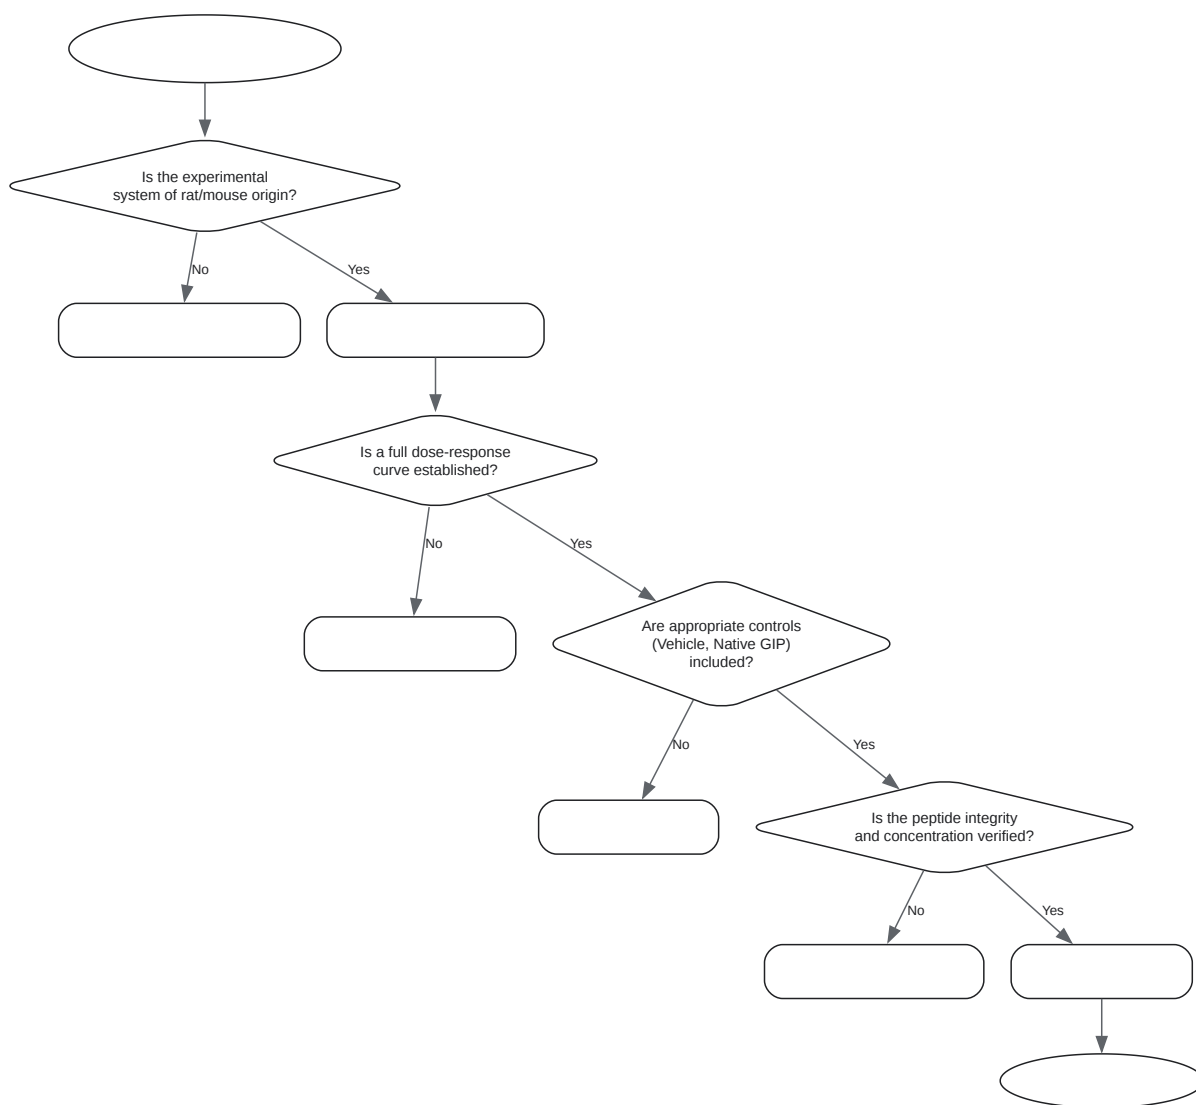 Is the experimental
system of rat/mouse origin?
No
Yes
Is a full dose-response
curve established?
No
Yes
Are appropriate controls
(Vehicle, Native GIP)
included?
No
Yes
Is the peptide integrity
and concentration verified?
No
Yes